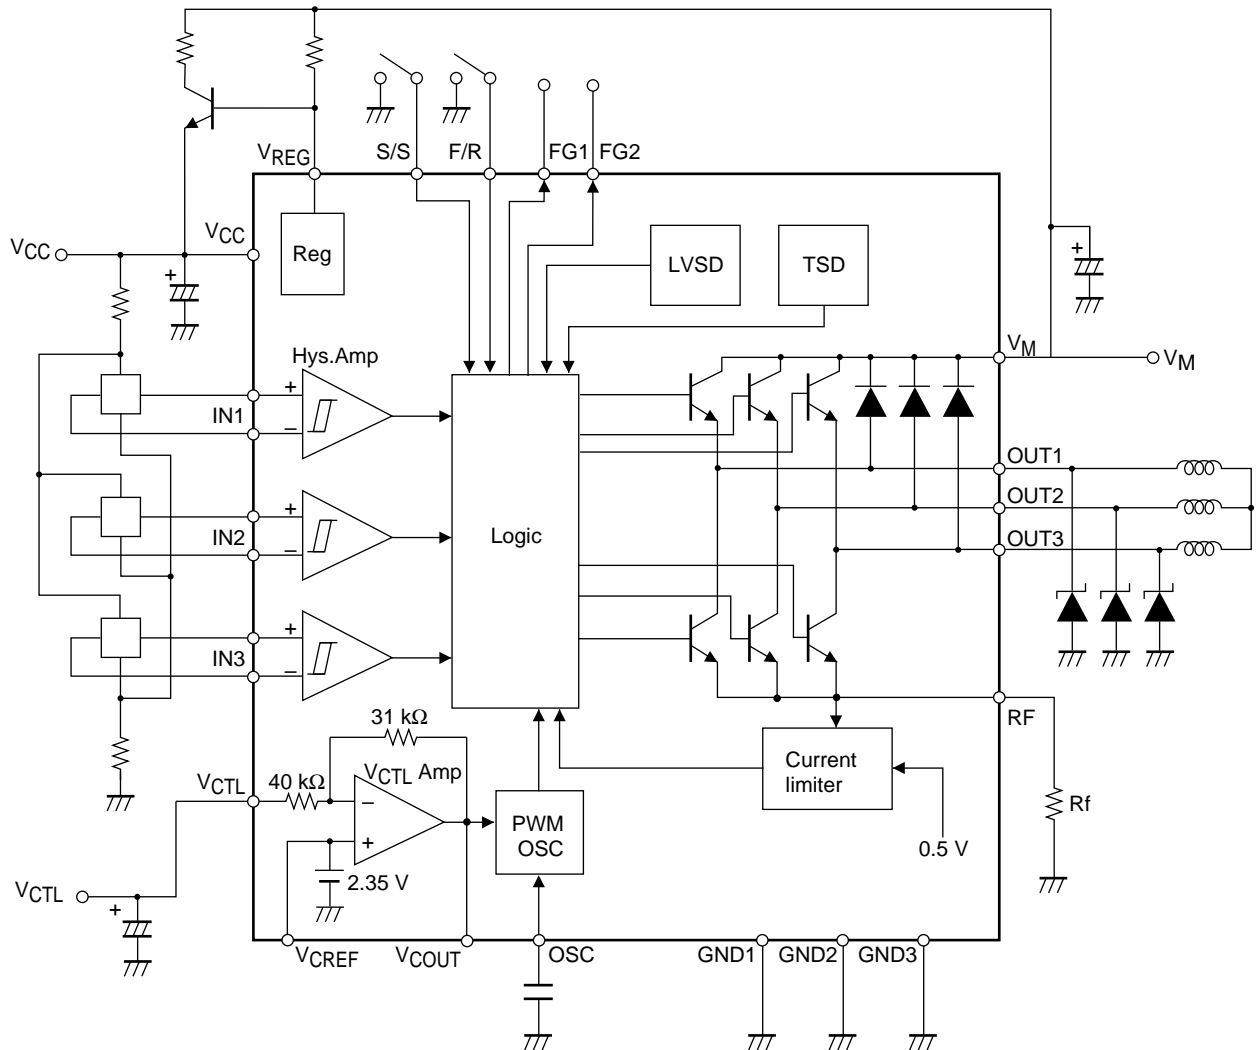 S/S F/R FG1 FG2
VREG
VCC
VCC
Reg
LVSD
TSD
+
+
Hys.Amp
VM
VM
+
IN1
–
OUT1
+
IN2
–
Logic
OUT2
OUT3
+
IN3
–
RF
31 kΩ
Current
limiter
VCTL
40 kΩ
VCTL Amp
–
+
PWM
OSC
Rf
0.5 V
2.35 V
VCTL
+
VCREF
VCOUT
OSC
GND1 GND2 GND3